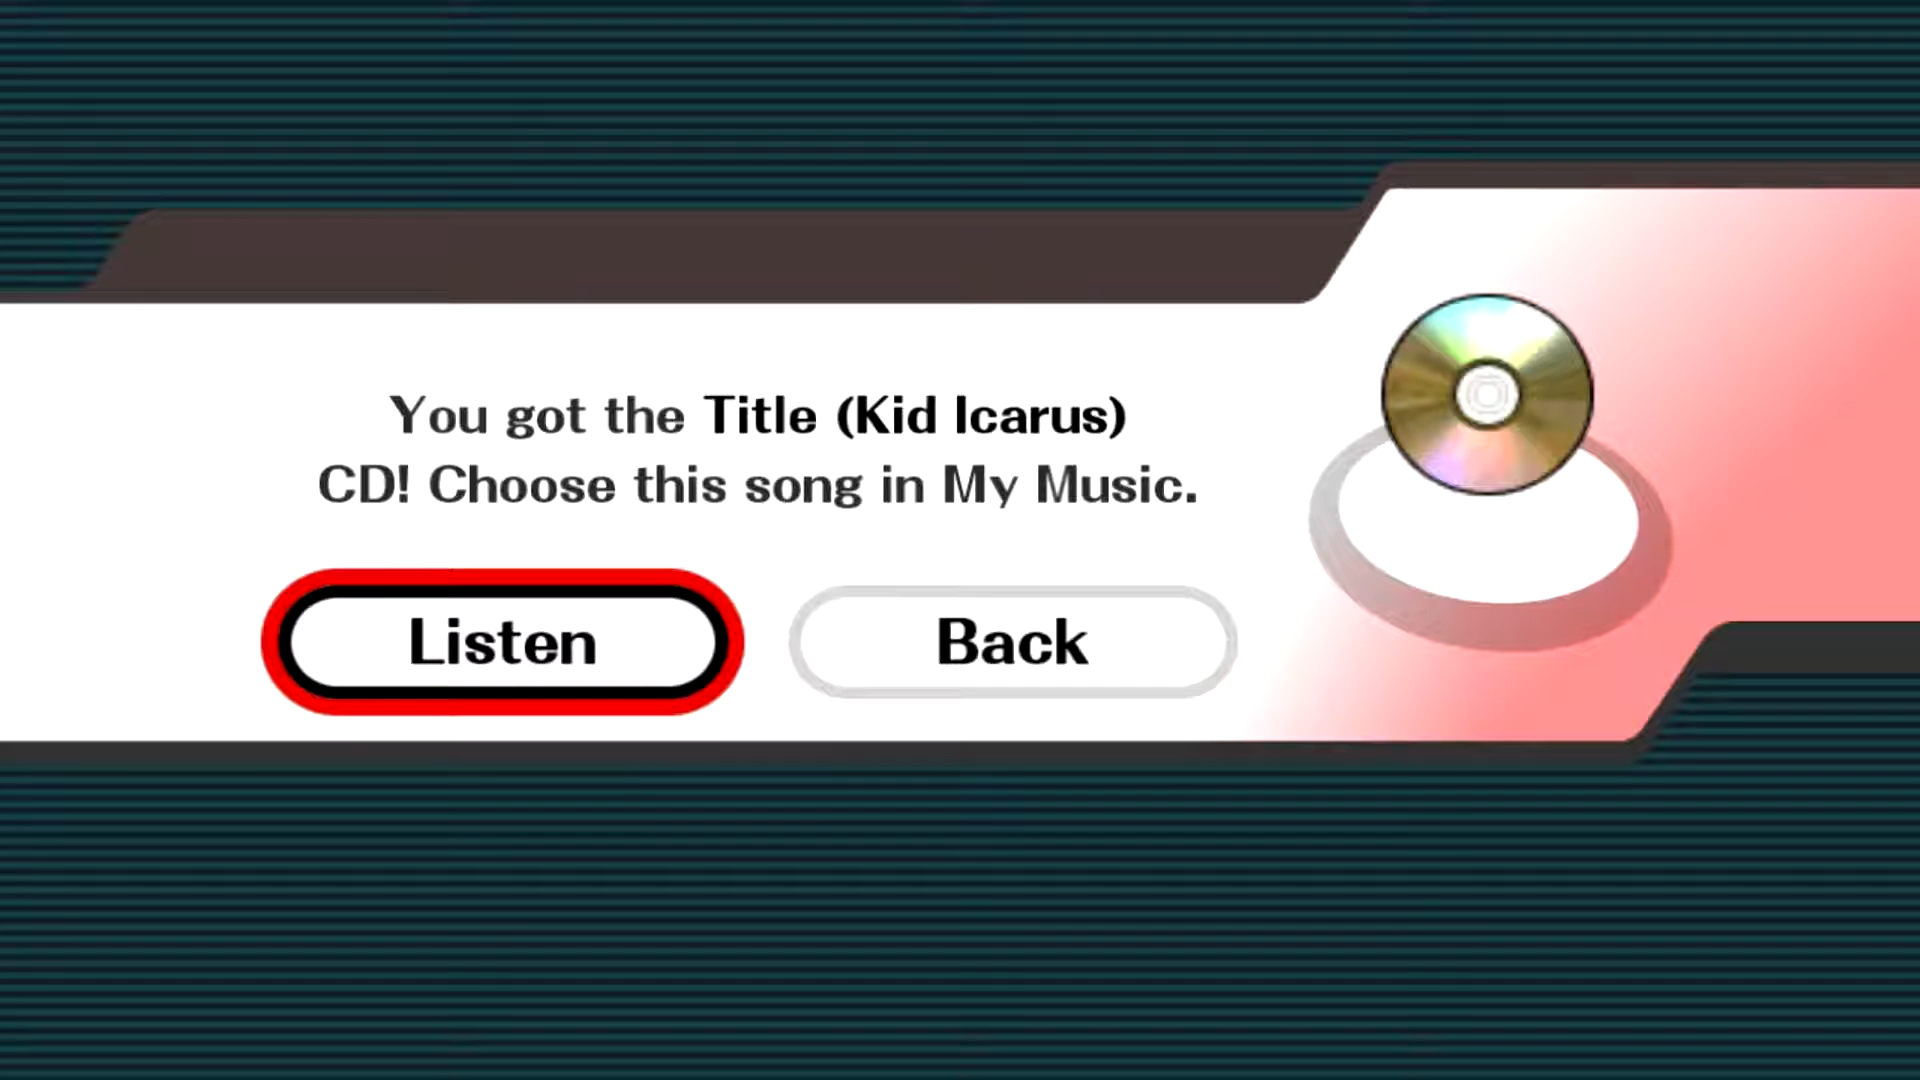 You got the Title (Kid Icarus)
CD! Choose this song in My Music.
Listen
Back